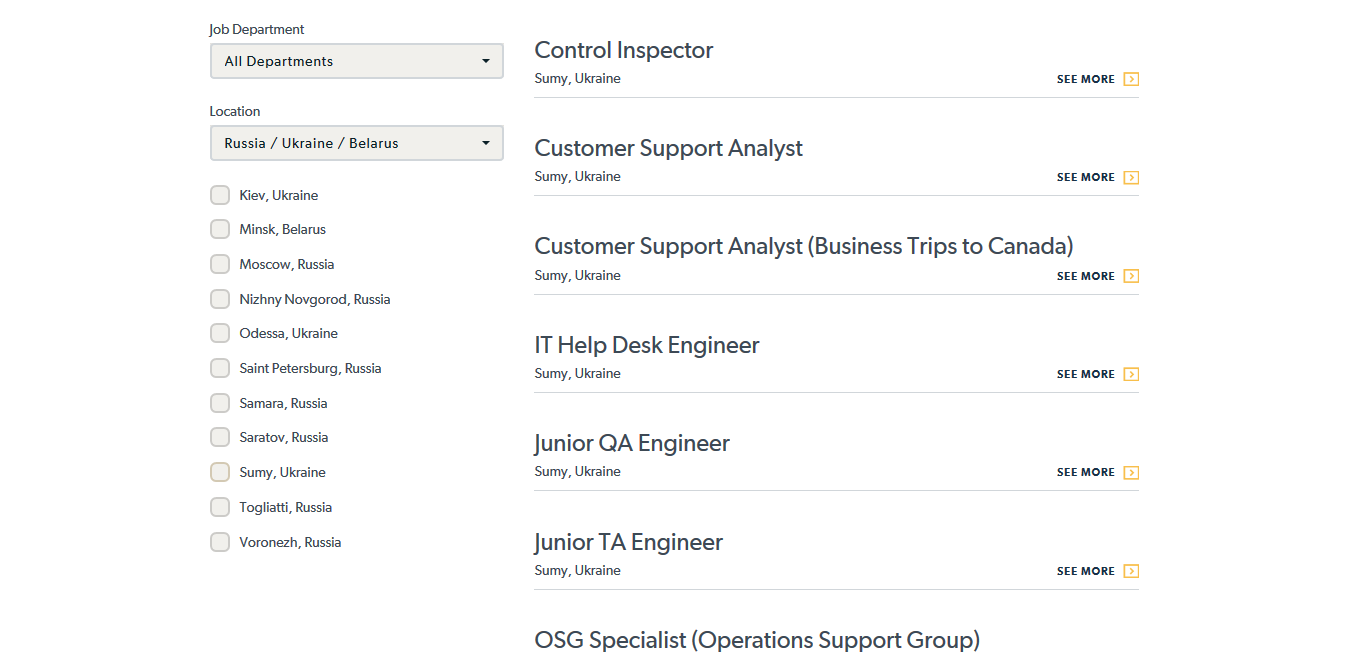 Job Department
All Departments
Location
Russia / Ukraine / Belarus
Kiev, Ukraine
Minsk, Belarus
Moscow, Russia
Nizhny Novgorod, Russia
Odessa, Ukraine
Saint Petersburg, Russia
Samara, Russia
Saratov, Russia
Sumy, Ukraine
Togliatti, Russia
Voronezh, Russia
Control Inspector
Sumy, Ukraine
SEE MORE
Customer Support Analyst
Sumy, Ukraine
SEE MORE
Customer Support Analyst (Business Trips to Canada)
Sumy, Ukraine
SEE MORE
IT Help Desk Engineer
Sumy, Ukraine
SEE MORE
Junior QA Engineer
Sumy, Ukraine
SEE MORE
Junior TA Engineer
Sumy, Ukraine
SEE MORE
OSG Specialist (Operations Support Group)